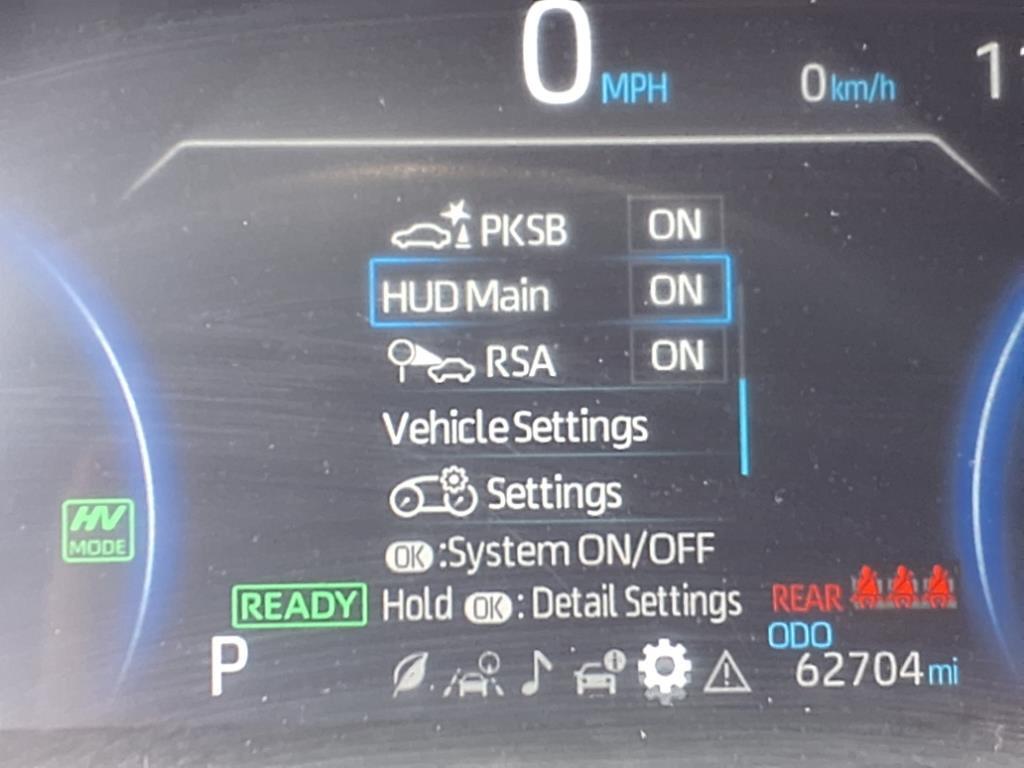 0 MPH 0 km/h
PKSB ON
HUD Main ON
RSA ON
Vehicle Settings
Settings
HV
MODE
OK :System ON/OFF
READY Hold OK : Detail Settings REAR
ODO
P 62704 mi